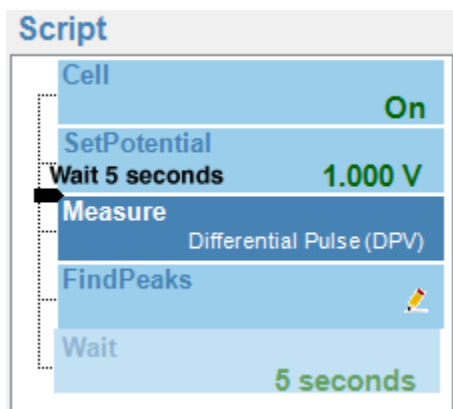 Script
Cell
On
SetPotential
Wait 5 seconds 1.000 V
Measure
Differential Pulse (DPV)
FindPeaks
Wait
5 seconds